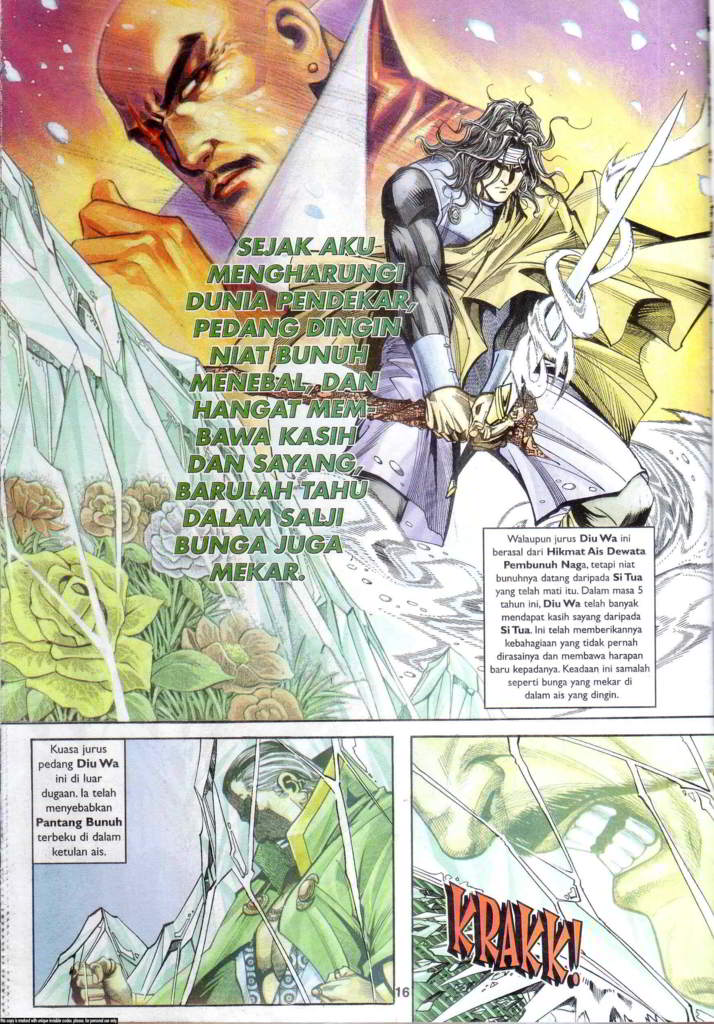 SEJAK AKU
MENGHARUNGI
DUNIA PENDEKAR,
PEDANG DINGIN
NIAT BUNUH
MENEBAL, DAN
HANGAT MEM-
BAWA KASIH
DAN SAYANG,
BARULAH TAHU
DALAM SALJI
BUNGA JUGA
MEKAR.
Walaupun jurus Diu Wa ini
berasal dari Hikmat Ais Dewata
Pembunuh Naga, tetapi niat
bunuhnya datang daripada Si Tua
yang telah mati itu. Dalam masa 5
tahun ini, Diu Wa telah banyak
mendapat kasih sayang daripada
Si Tua. Ini telah memberikannya
kebahagiaan yang tidak pernah
dirasainya dan membawa harapan
baru kepadanya. Keadaan ini samalah
seperti bunga yang mekar di
dalam ais yang dingin.
Kuasa jurus
pedang Diu Wa
ini di luar
dugaan. Ia telah
menyebabkan
Pantang Bunuh
terbeku di dalam
ketulan ais.
KRAKK!
16